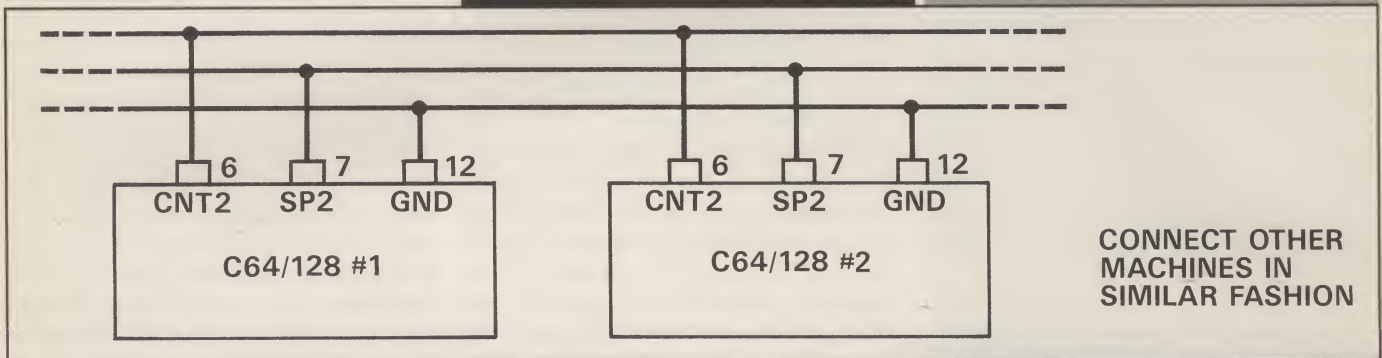 6 7 12 6 7 12
CNT2 SP2 GND CNT2 SP2 GND
C64/128 #1 C64/128 #2
CONNECT OTHER
MACHINES IN
SIMILAR FASHION